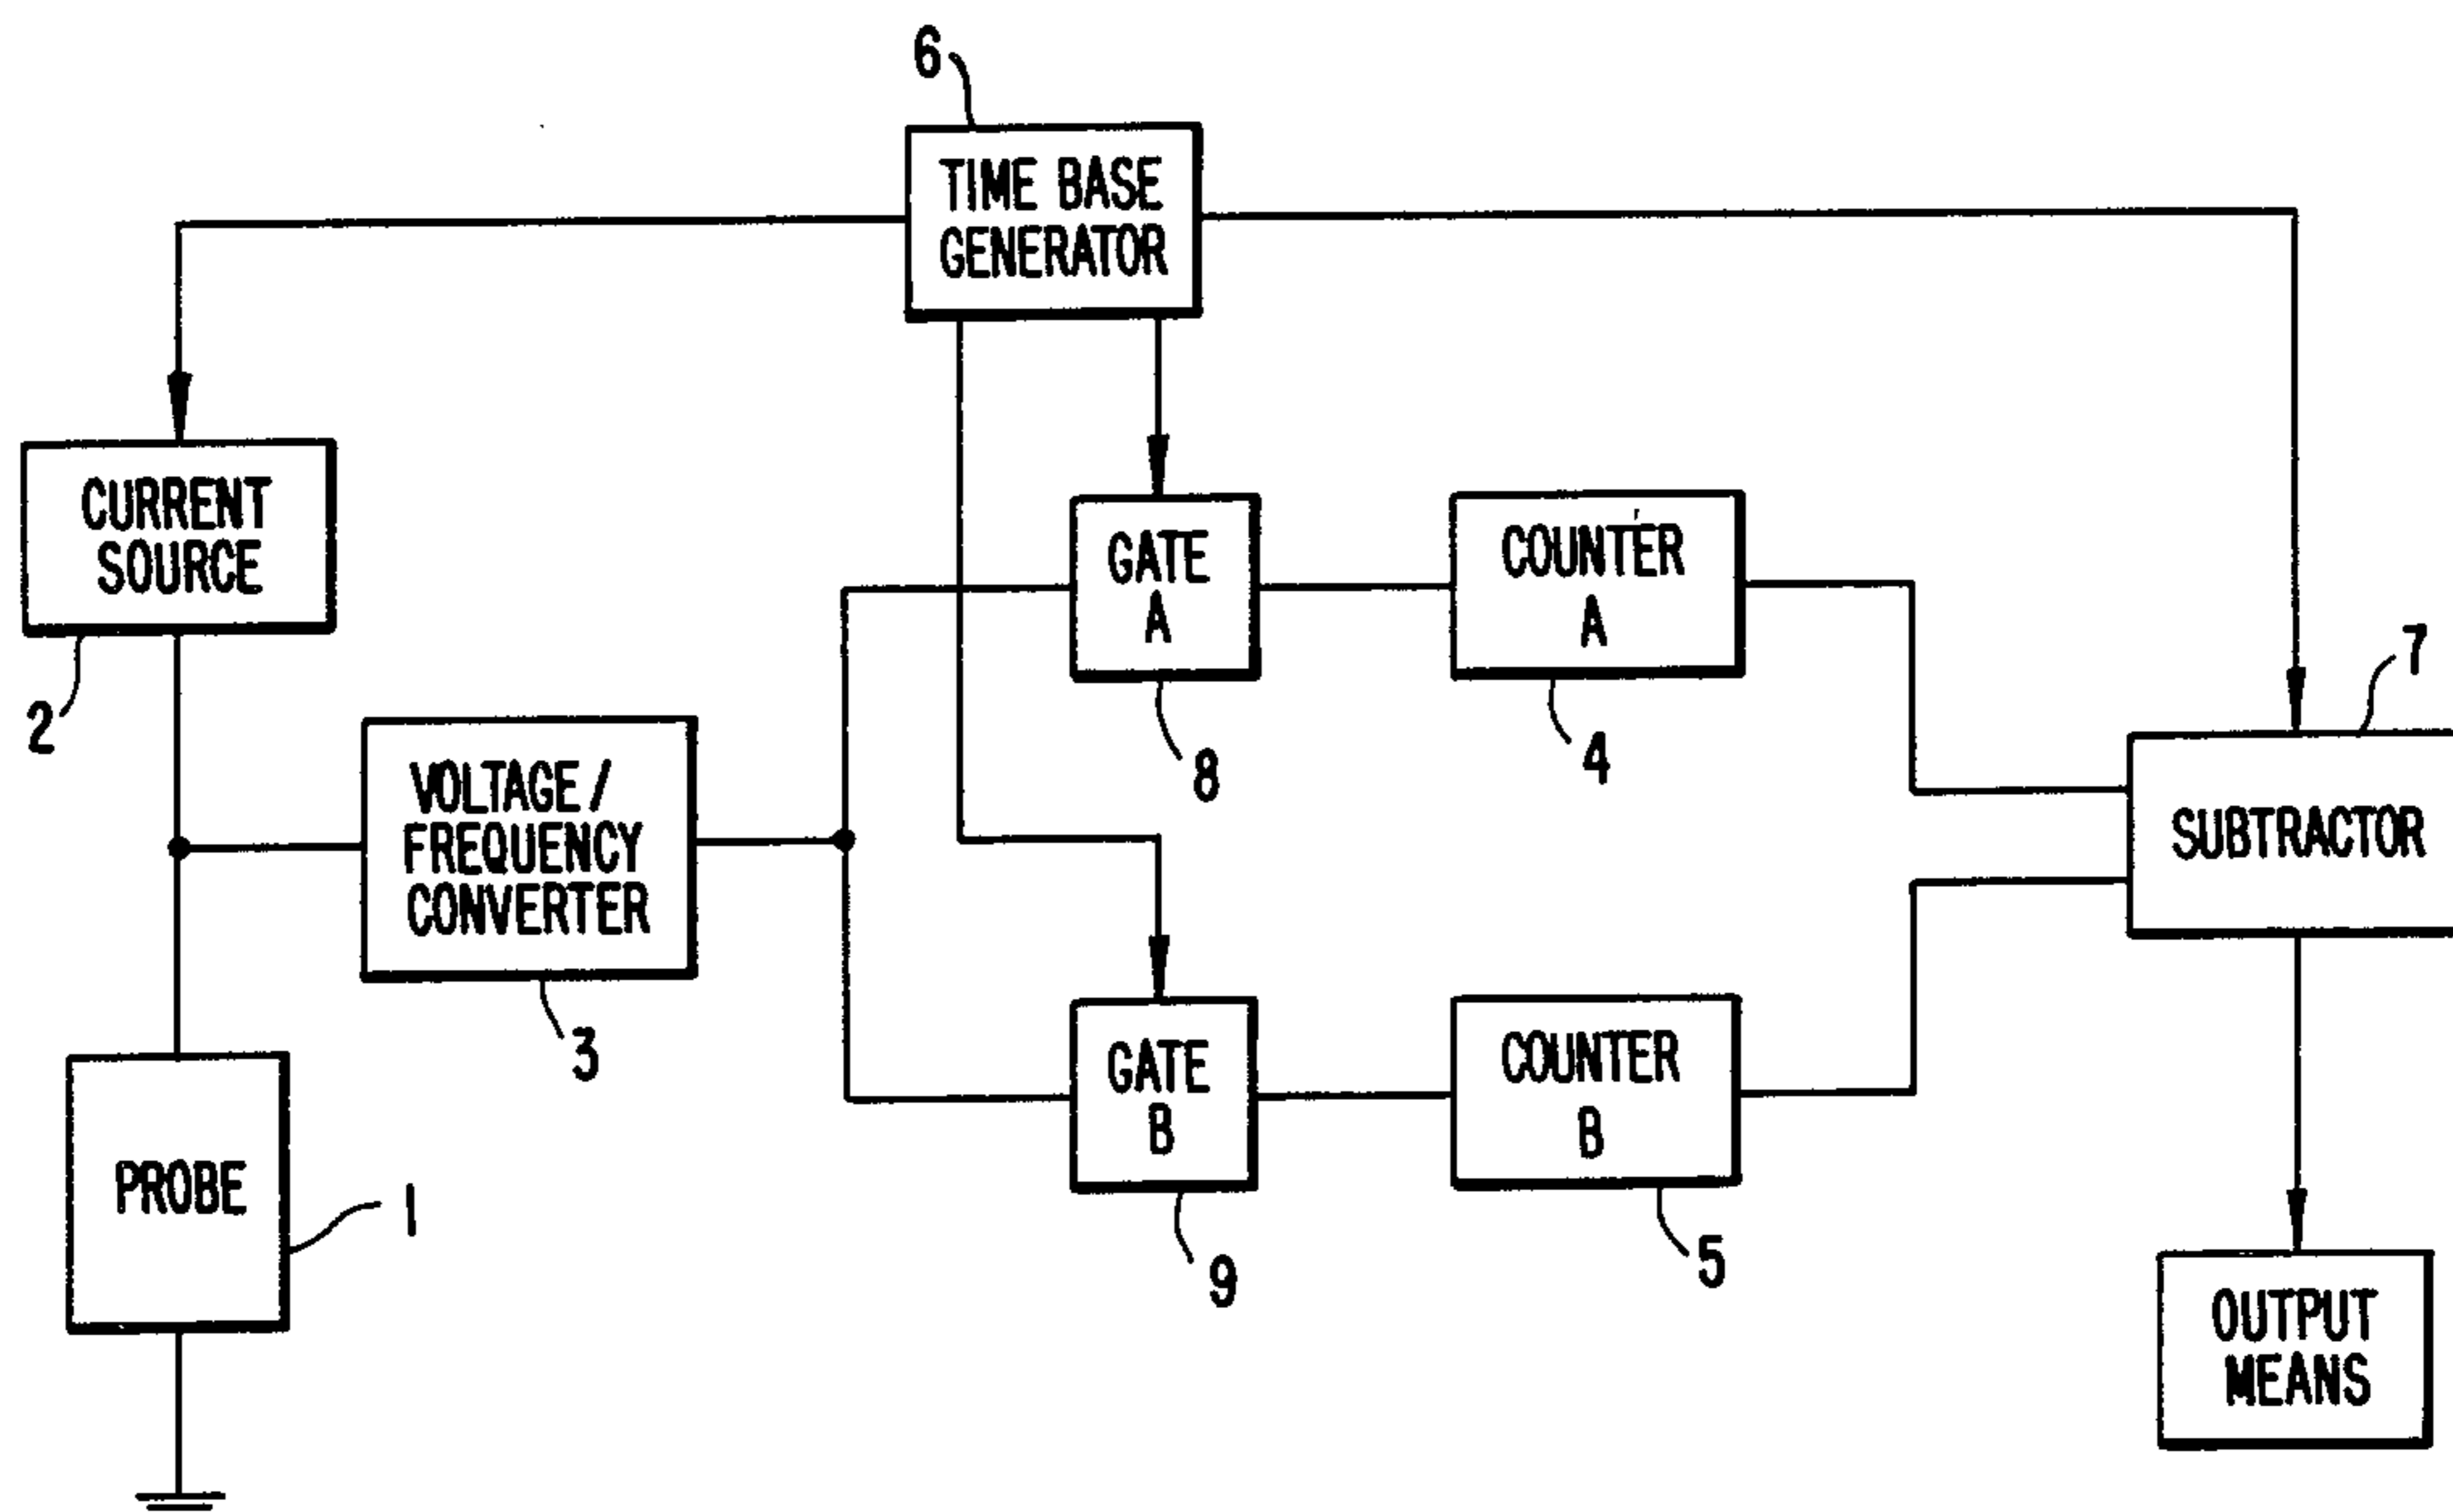 6
TIME BASE
GENERATOR
CURRENT
SOURCE
2
GATE
A
8
COUNTER
A
4
7
SUBTRACTOR
VOLTAGE/
FREQUENCY
CONVERTER
3
PROBE
1
GATE
B
9
COUNTER
B
5
OUTPUT
MEANS